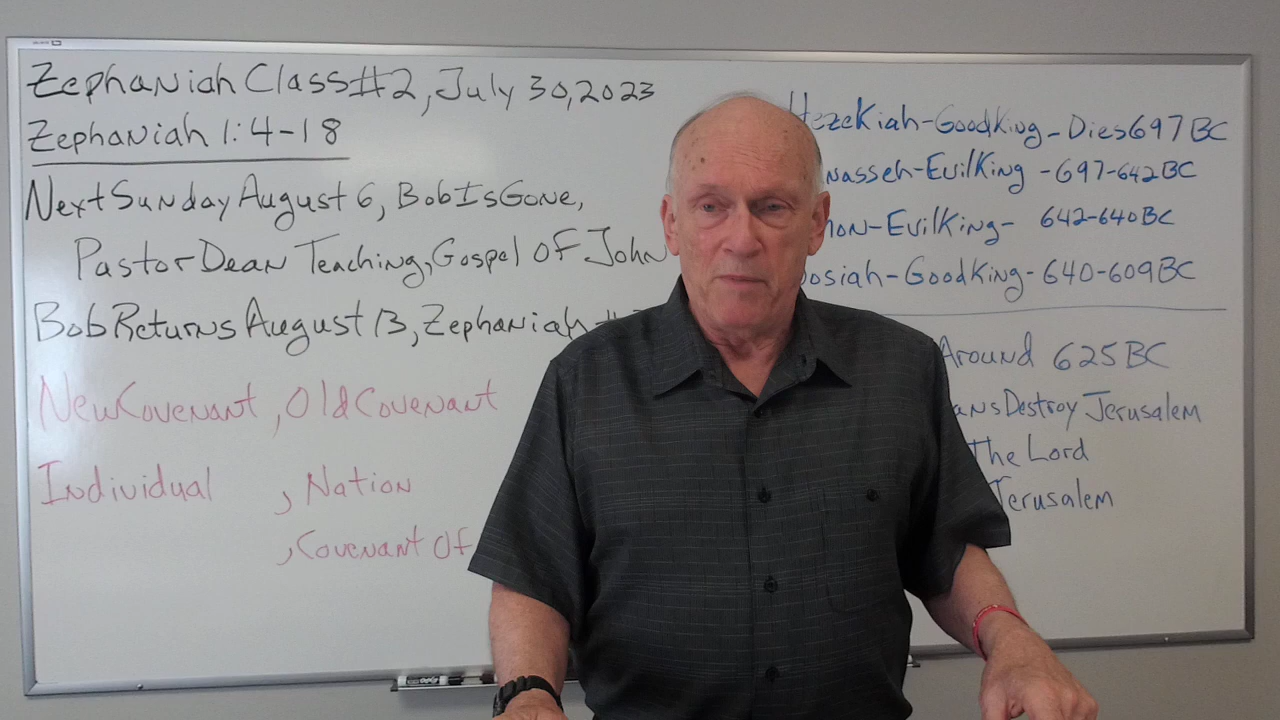 Zephaniah Class #2, July 30, 2023
Zephaniah 1:4-18
Next Sunday August 6, Bob Is Gone,
Pastor Dean Teaching, Gospel Of John
Bob Returns August 13, Zephaniah
New Covenant, Old Covenant
Individual, Nation
, Covenant Of
Hezekiah-Good King-Dies 697 BC
nasseh-Evil King-697-642 BC
mon-Evil King-642-640 BC
Josiah-Good King-640-609 BC
Around 625 BC
ans Destroy Jerusalem
The Lord
Jerusalem